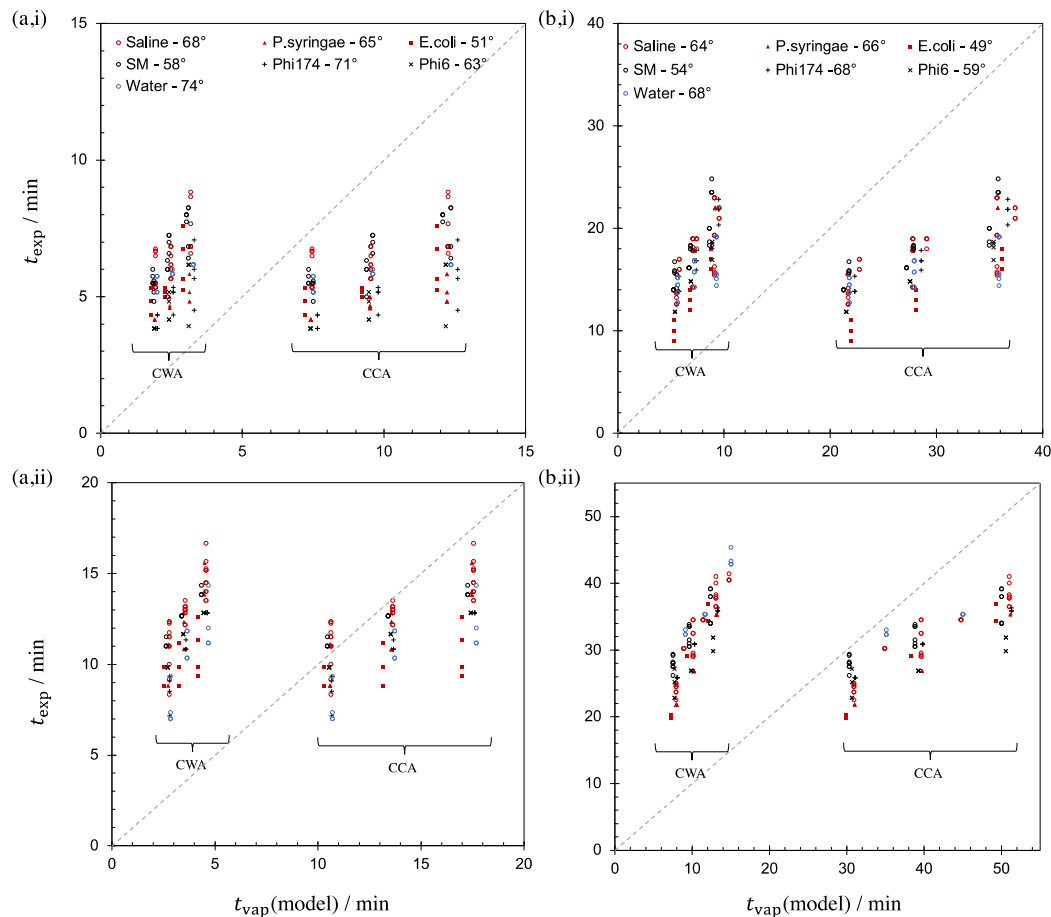 (a,i)
Saline - 68° P.syringae - 65° E.coli - 51°
SM - 58° Phi174 - 71° Phi6 - 63°
Water - 74°
15
10
5
0
t_exp / min
CWA CCA
0 5 10 15
(b,i)
Saline - 64° P.syringae - 66° E.coli - 49°
SM - 54° Phi174 -68° Phi6 - 59°
Water - 68°
40
30
20
10
0
CWA CCA
0 10 20 30 40
(a,ii)
20
15
10
5
0
t_exp / min
CWA CCA
0 5 10 15 20
t_vap(model) / min
(b,ii)
50
40
30
20
10
0
CWA CCA
0 10 20 30 40 50
t_vap(model) / min